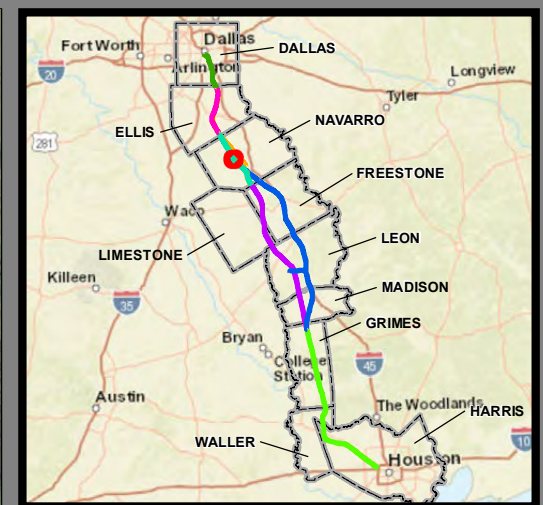 Fort Worth
Dallas
DALLAS
Arlington
20
Longview
Tyler
ELLIS
NAVARRO
281
FREESTONE
Waco
LEON
LIMESTONE
Killeen
MADISON
35
GRIMES
Bryan
College
Station
45
Austin
The Woodlands
HARRIS
WALLER
10
Houston